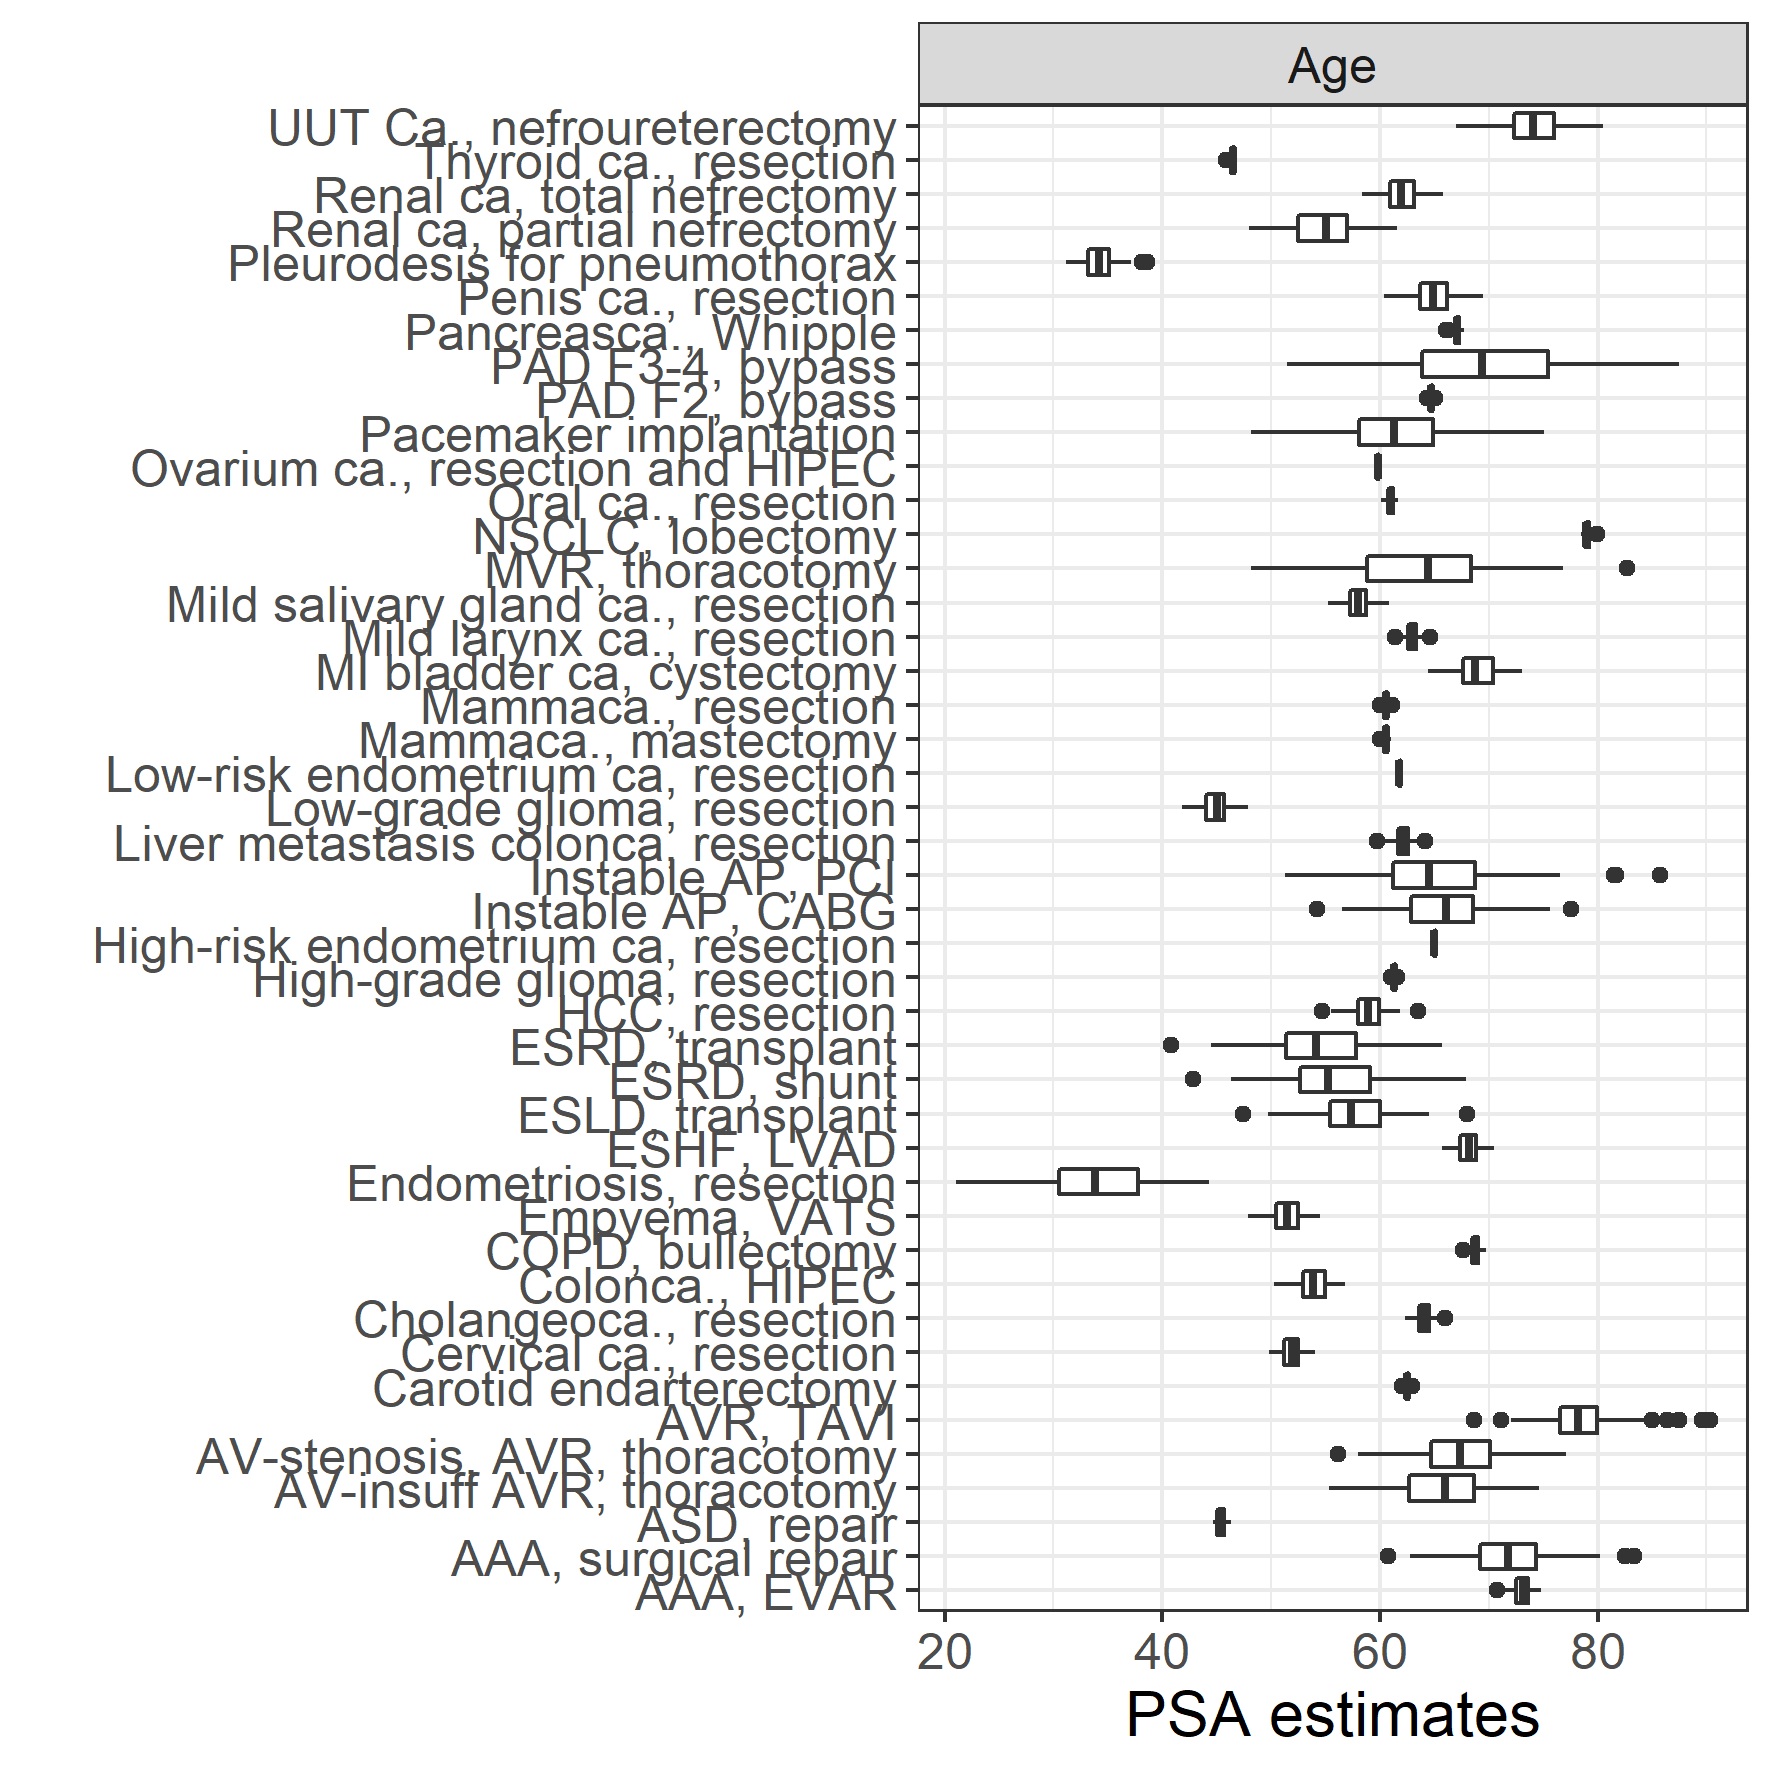 Age
UUT Ca., nefroureterectomy
Thyroid ca., resection
Renal ca, total nefrectomy
Renal ca, partial nefrectomy
Pleurodesis for pneumothorax
Penis ca., resection
Pancreasca., Whipple
PAD F3-4, bypass
PAD F2, bypass
Pacemaker implantation
Ovarium ca., resection and HIPEC
Oral ca., resection
NSCLC, lobectomy
MVR, thoracotomy
Mild salivary gland ca., resection
Mild larynx ca., resection
MI bladder ca, cystectomy
Mammaca., resection
Mammaca., mastectomy
Low-risk endometrium ca, resection
Low-grade glioma, resection
Liver metastasis colonca, resection
Instable AP, PCI
Instable AP, CABG
High-risk endometrium ca, resection
High-grade glioma, resection
HCC, resection
ESRD, transplant
ESRD, shunt
ESLD, transplant
ESHF, LVAD
Endometriosis, resection
Empyema, VATS
COPD, bullectomy
Colonca., HIPEC
Cholangeoca., resection
Cervical ca., resection
Carotid endarterectomy
AVR, TAVI
AV-stenosis, AVR, thoracotomy
AV-insuff AVR, thoracotomy
ASD, repair
AAA, surgical repair
AAA, EVAR
20 40 60 80
PSA estimates